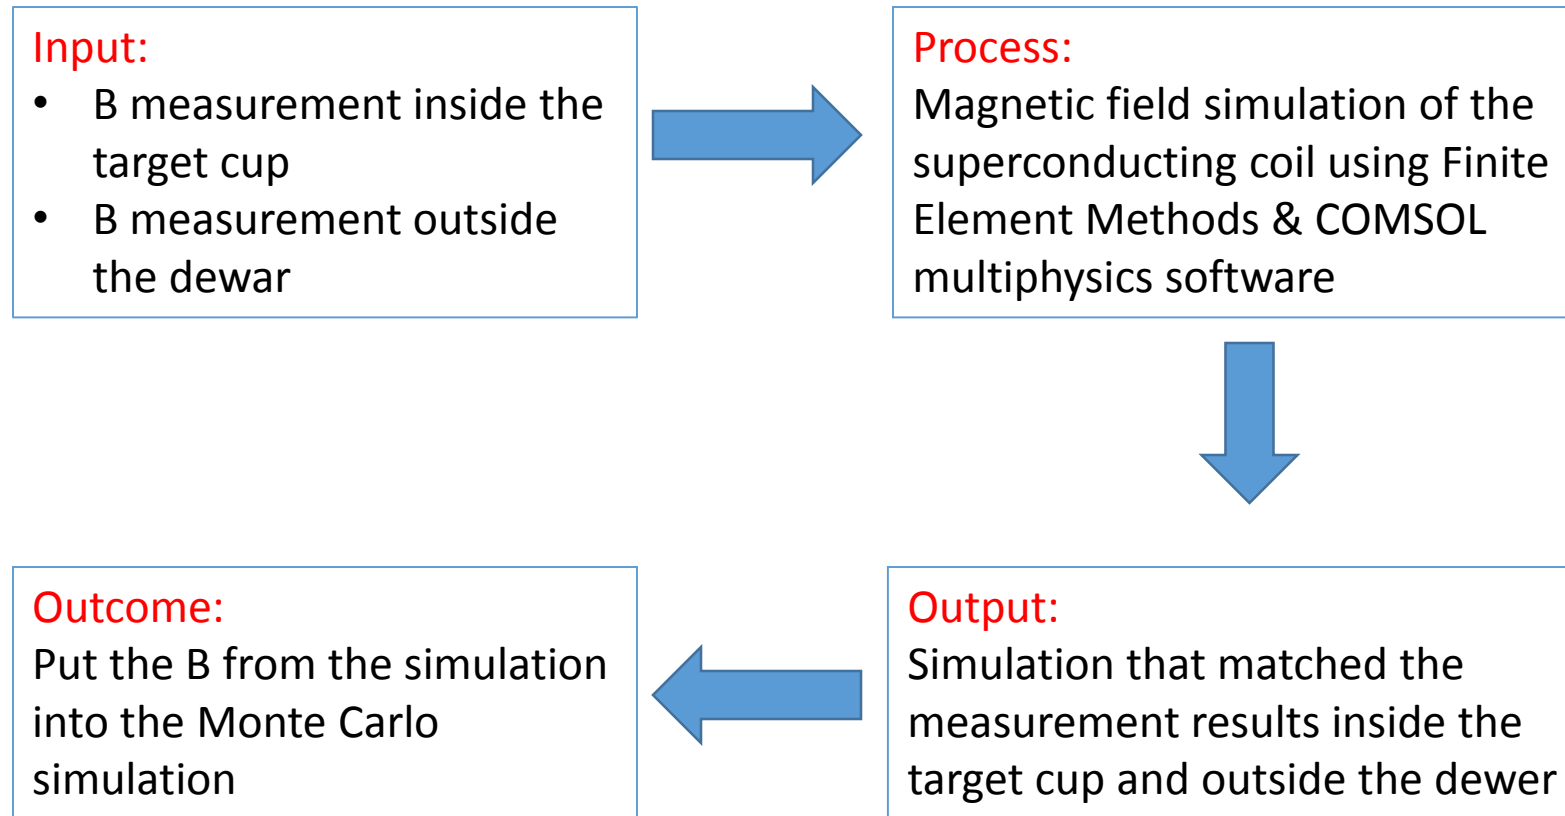 Input:
• B measurement inside the
target cup
• B measurement outside
the dewar
Process:
Magnetic field simulation of the
superconducting coil using Finite
Element Methods & COMSOL
multiphysics software
Outcome:
Put the B from the simulation
into the Monte Carlo
simulation
Output:
Simulation that matched the
measurement results inside the
target cup and outside the dewer